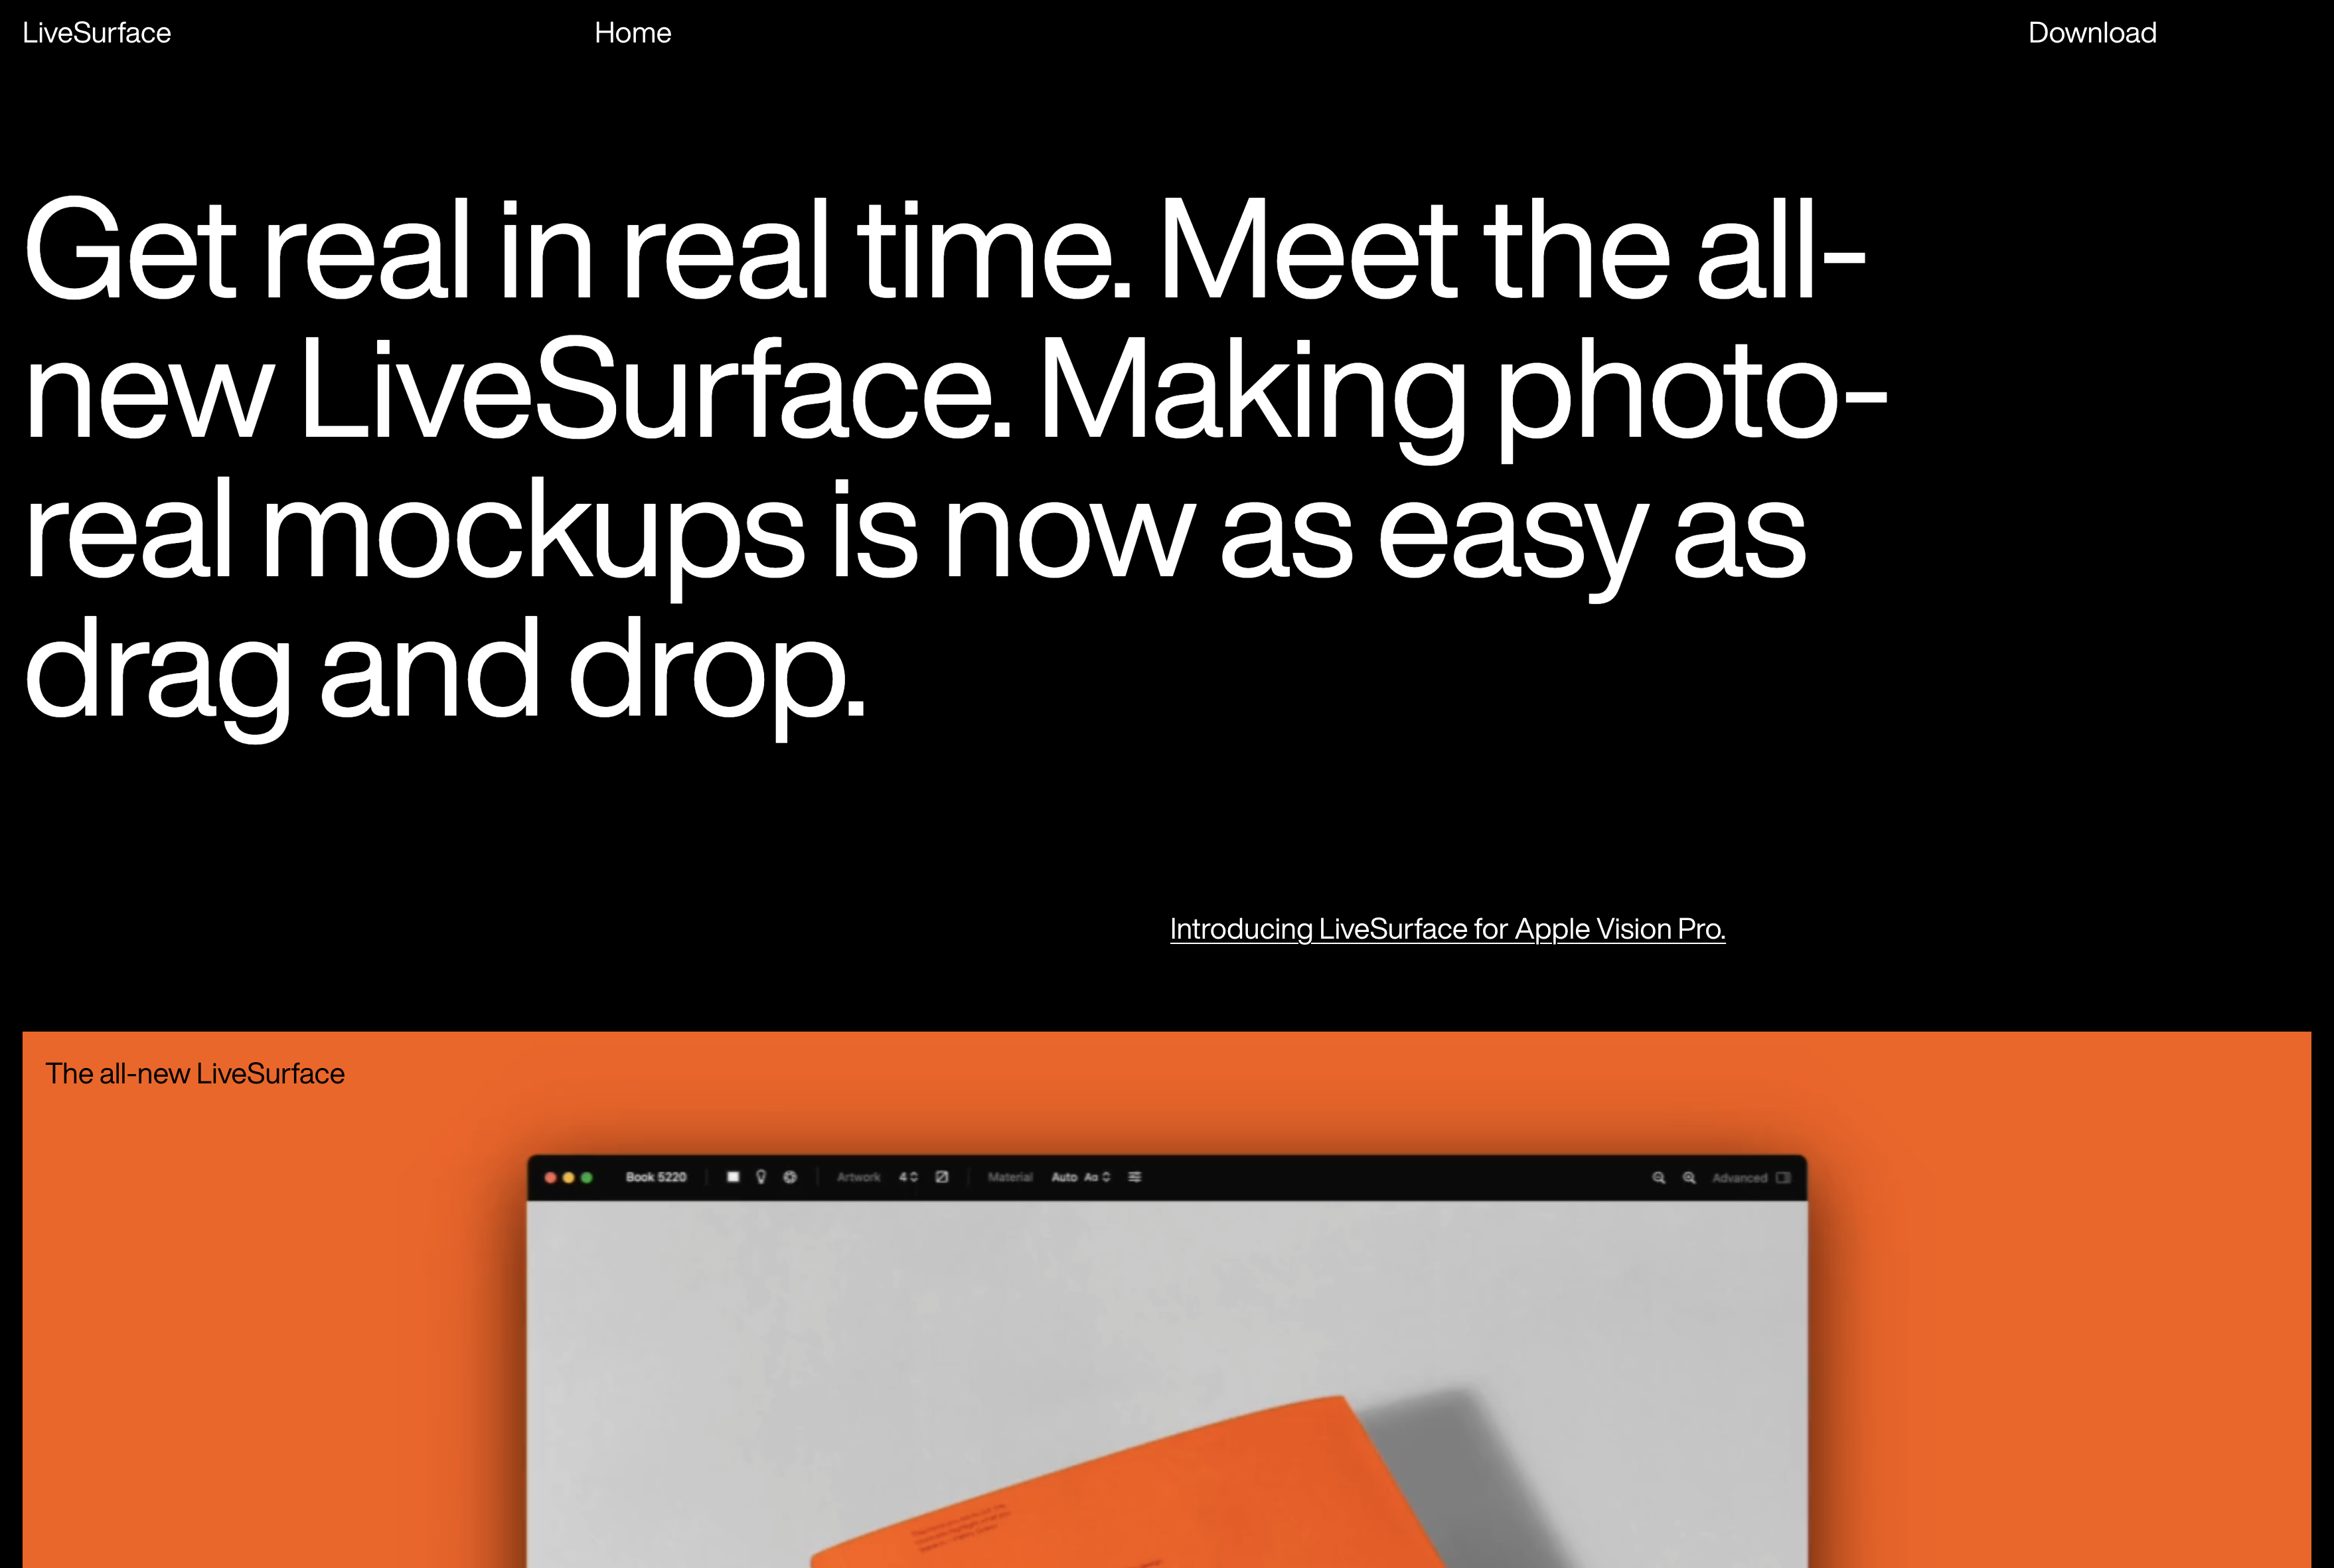 LiveSurface Home Download
Get real in real time. Meet the all-
new LiveSurface. Making photo-
real mockups is now as easy as
drag and drop.
Introducing LiveSurface for Apple Vision Pro.
The all-new LiveSurface
Book 5220 Artwork 4 Material Auto Aa Advanced